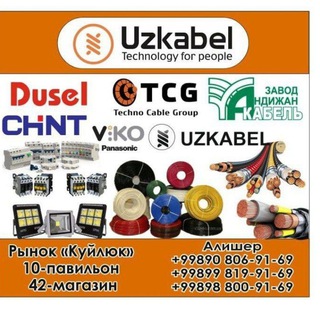 Uzkabel
Technology for people
Dusel
TCG
Techno Cable Group
ЗАВОД
АНДИЖАН
КАБЕЛЬ
CHNT
ViKO
Panasonic
UZKABEL
Рынок «Куйлюк»
10-павильон
42-магазин
Алишер
+99890 806-91-69
+99899 819-91-69
+99898 800-91-69